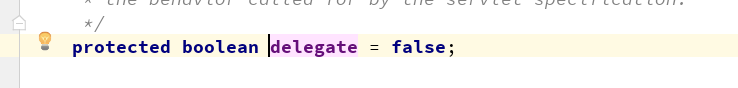 * the behavior called for by the servlet specification.
*/
protected boolean delegate = false;